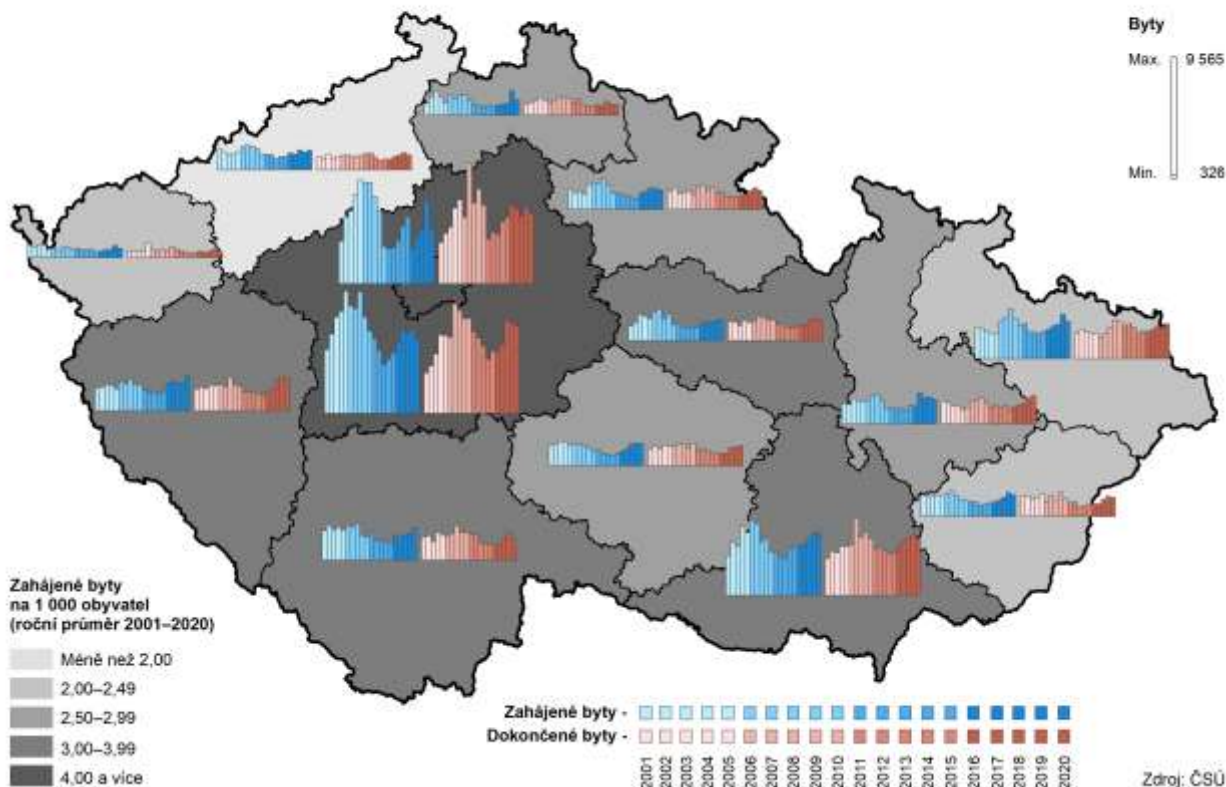 Byty
Max. 9 565
Min. 326
Zahájené byty
na 1 000 obyvatel
(roční průměr 2001–2020)
Méně než 2,00
2,00–2,49
2,50–2,99
3,00–3,99
4,00 a více
Zahájené byty -
Dokončené byty -
2001
2002
2003
2004
2005
2006
2007
2008
2009
2010
2011
2012
2013
2014
2015
2016
2017
2018
2019
2020
Zdroj: ČSÚ